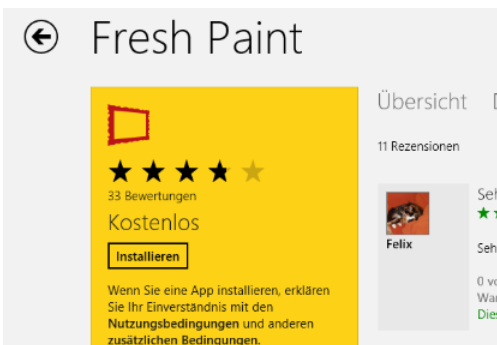 Fresh Paint
Übersicht
33 Bewertungen
Kostenlos
Installieren
Wenn Sie eine App installieren, erklären
Sie Ihr Einverständnis mit den
Nutzungsbedingungen und anderen
zusätzlichen Bedingungen.
11 Rezensionen
Felix